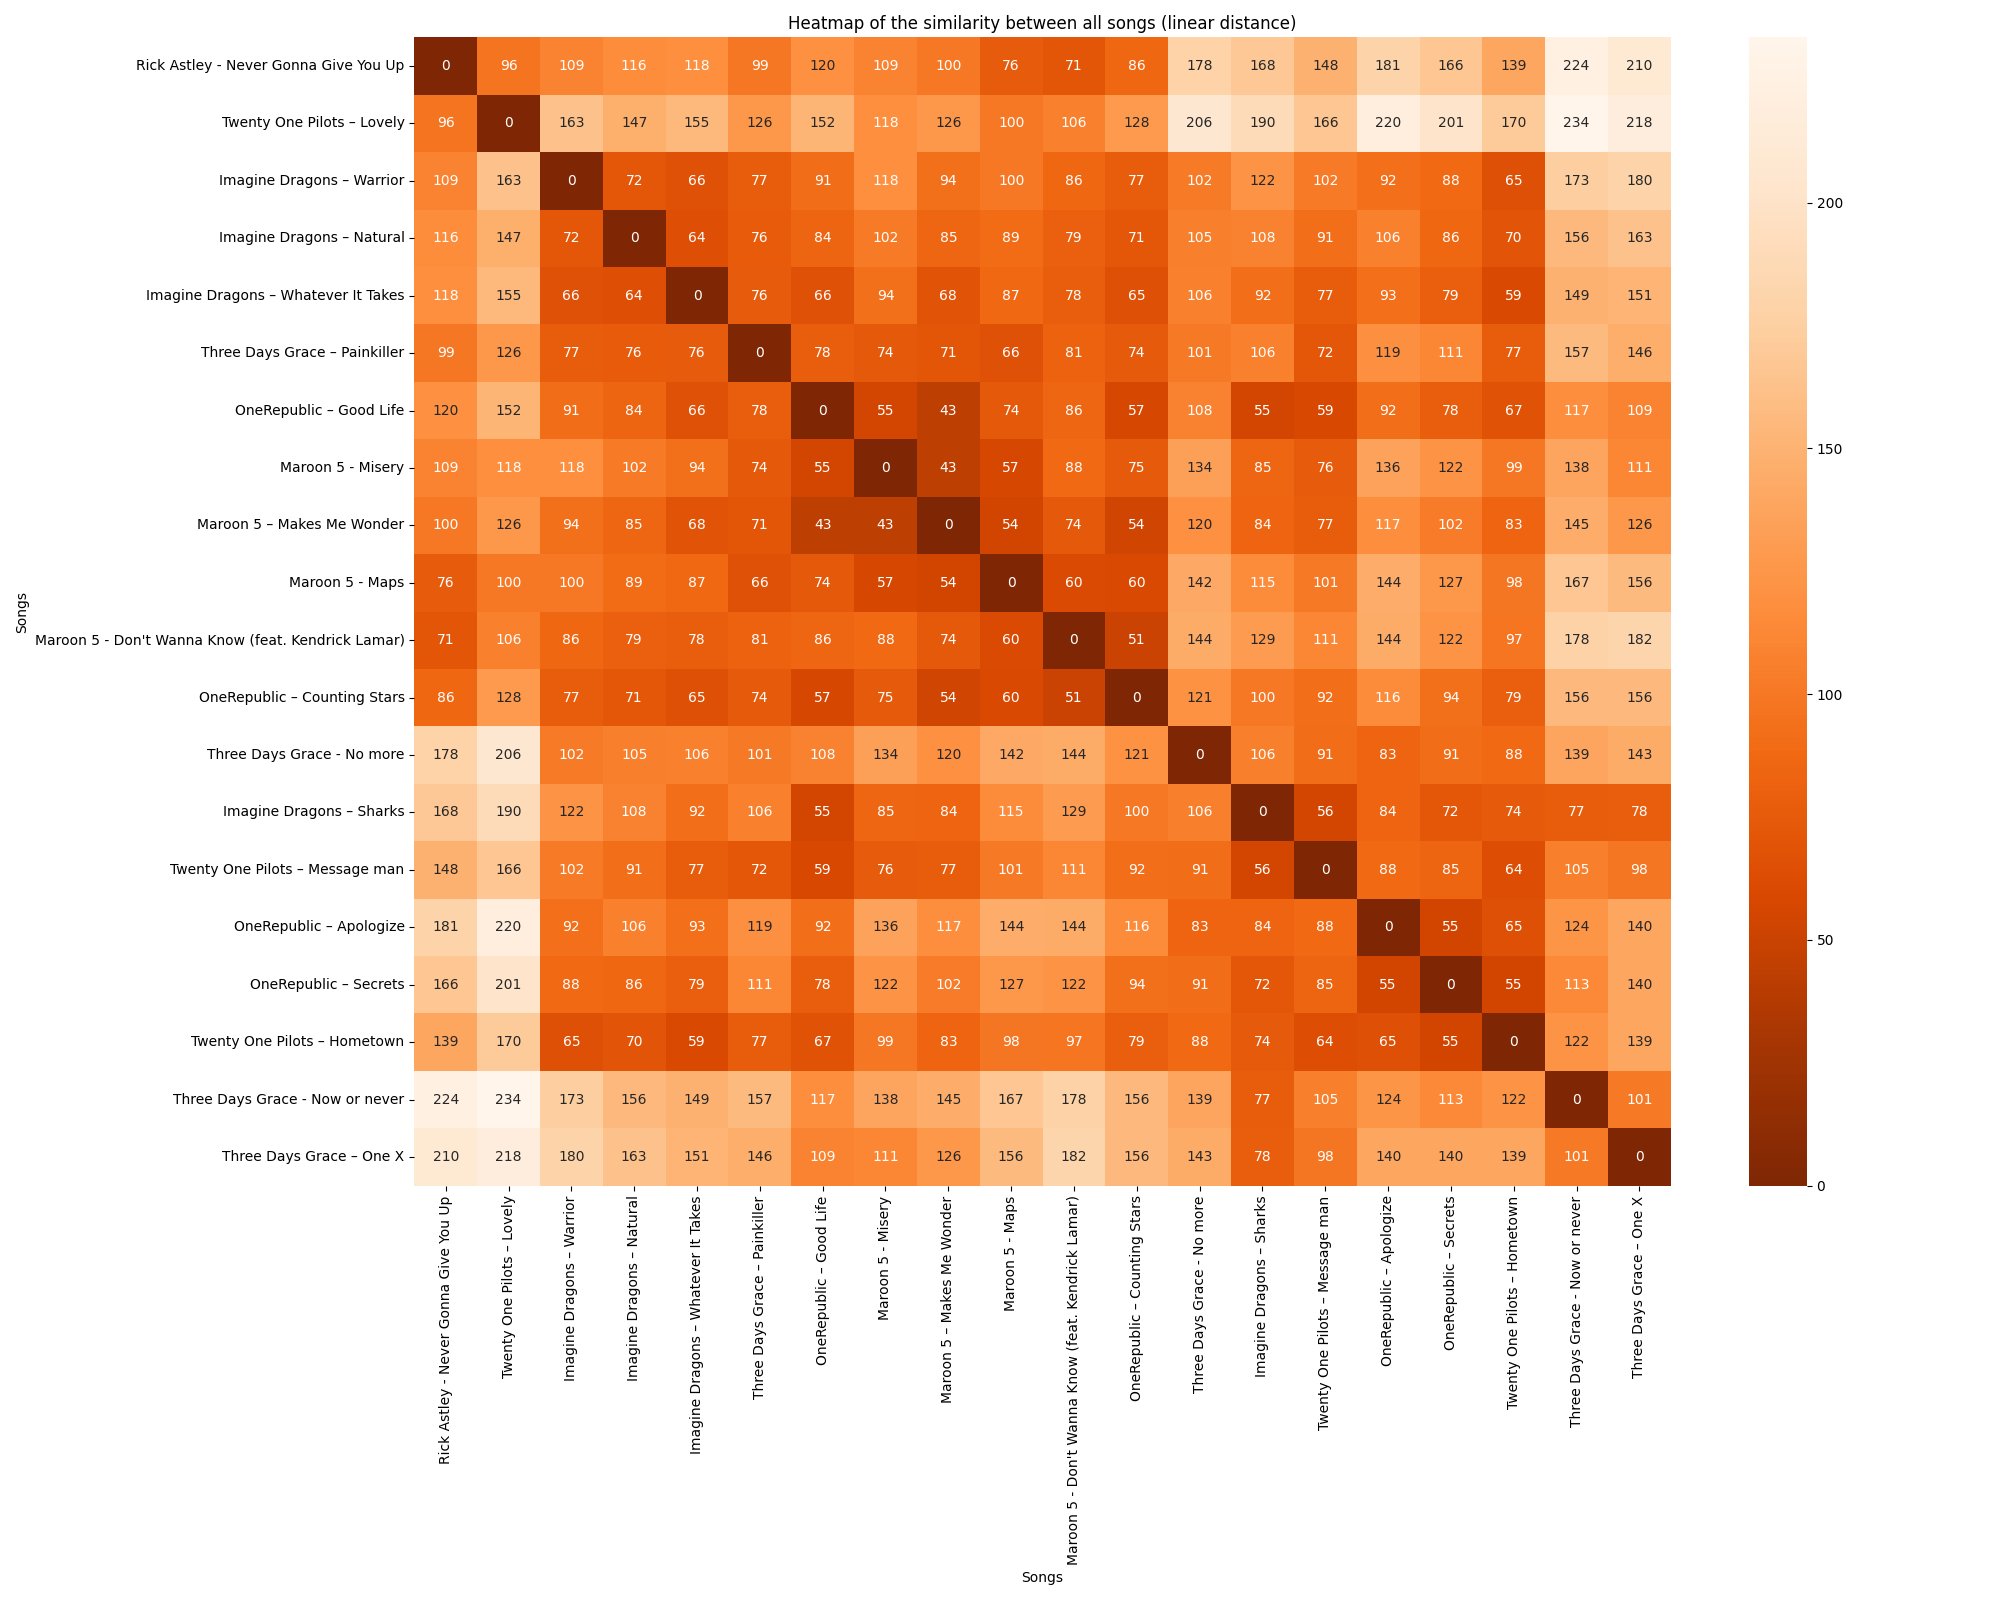 Heatmap of the similarity between all songs (linear distance)
Rick Astley - Never Gonna Give You Up 0 96 109 116 118 99 120 109 100 76 71 86 178 168 148 181 166 139 224 210
Twenty One Pilots – Lovely 96 0 163 147 155 126 152 118 126 100 106 128 206 190 166 220 201 170 234 218
Imagine Dragons – Warrior 109 163 0 72 66 77 91 118 94 100 86 77 102 122 102 92 88 65 173 180
Imagine Dragons – Natural 116 147 72 0 64 76 84 102 85 89 79 71 105 108 91 106 86 70 156 163
Imagine Dragons – Whatever It Takes 118 155 66 64 0 76 66 94 68 87 78 65 106 92 77 93 79 59 149 151
Three Days Grace – Painkiller 99 126 77 76 76 0 78 74 71 66 81 74 101 106 72 119 111 77 157 146
OneRepublic – Good Life 120 152 91 84 66 78 0 55 43 74 86 57 108 55 59 92 78 67 117 109
Maroon 5 - Misery 109 118 118 102 94 74 55 0 43 57 88 75 134 85 76 136 122 99 138 111
Maroon 5 – Makes Me Wonder 100 126 94 85 68 71 43 43 0 54 74 54 120 84 77 117 102 83 145 126
Maroon 5 - Maps 76 100 100 89 87 66 74 57 54 0 60 60 142 115 101 144 127 98 167 156
Maroon 5 - Don't Wanna Know (feat. Kendrick Lamar) 71 106 86 79 78 81 86 88 74 60 0 51 144 129 111 144 122 97 178 182
OneRepublic – Counting Stars 86 128 77 71 65 74 57 75 54 60 51 0 121 100 92 116 94 79 156 156
Three Days Grace - No more 178 206 102 105 106 101 108 134 120 142 144 121 0 106 91 83 91 88 139 143
Imagine Dragons – Sharks 168 190 122 108 92 106 55 85 84 115 129 100 106 0 56 84 72 74 77 78
Twenty One Pilots – Message man 148 166 102 91 77 72 59 76 77 101 111 92 91 56 0 88 85 64 105 98
OneRepublic – Apologize 181 220 92 106 93 119 92 136 117 144 144 116 83 84 88 0 55 65 124 140
OneRepublic – Secrets 166 201 88 86 79 111 78 122 102 127 122 94 91 72 85 55 0 55 113 140
Twenty One Pilots – Hometown 139 170 65 70 59 77 67 99 83 98 97 79 88 74 64 65 55 0 122 139
Three Days Grace - Now or never 224 234 173 156 149 157 117 138 145 167 178 156 139 77 105 124 113 122 0 101
Three Days Grace – One X 210 218 180 163 151 146 109 111 126 156 182 156 143 78 98 140 140 139 101 0
Songs
Rick Astley - Never Gonna Give You Up
Twenty One Pilots – Lovely
Imagine Dragons – Warrior
Imagine Dragons – Natural
Imagine Dragons – Whatever It Takes
Three Days Grace – Painkiller
OneRepublic – Good Life
Maroon 5 - Misery
Maroon 5 – Makes Me Wonder
Maroon 5 - Maps
Maroon 5 - Don't Wanna Know (feat. Kendrick Lamar)
OneRepublic – Counting Stars
Three Days Grace - No more
Imagine Dragons – Sharks
Twenty One Pilots – Message man
OneRepublic – Apologize
OneRepublic – Secrets
Twenty One Pilots – Hometown
Three Days Grace - Now or never
Three Days Grace – One X
Songs
200
150
100
50
0